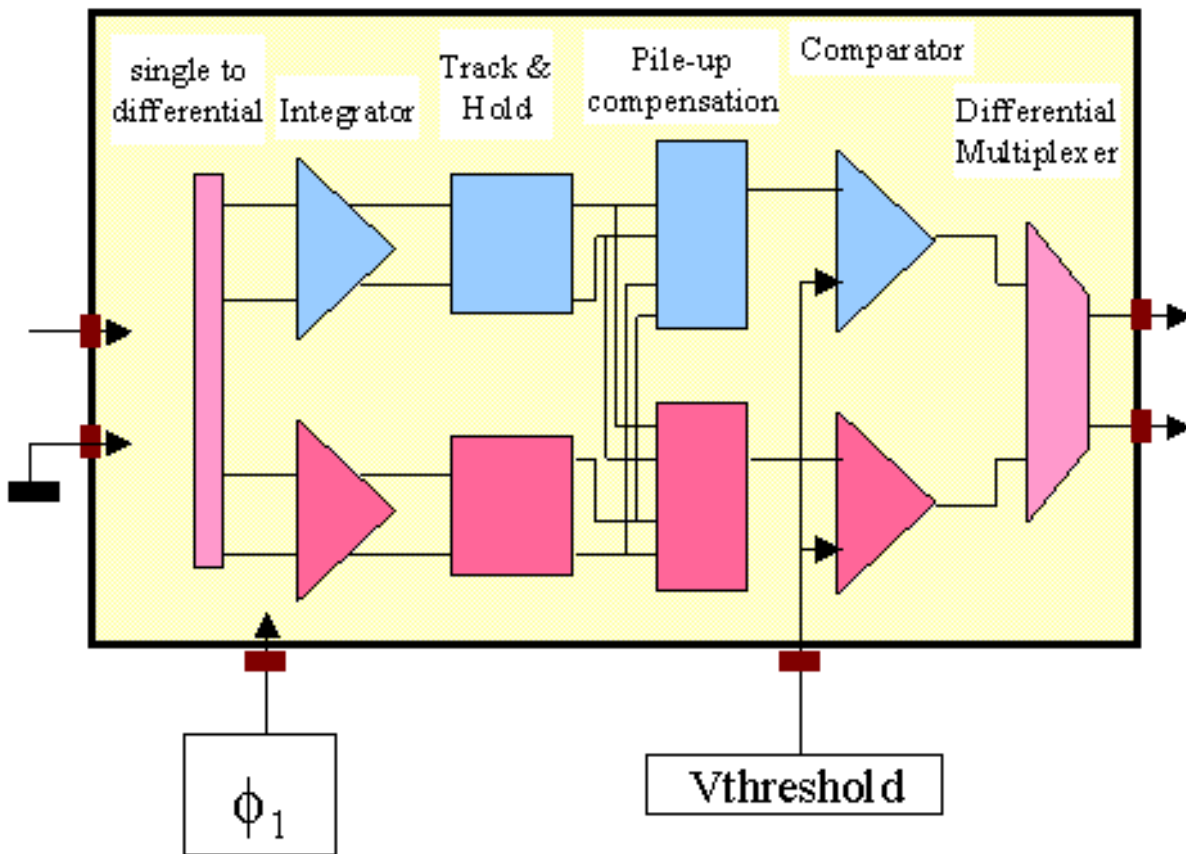 single to
differential
Integrator
Track &
Hold
Pile-up
compensation
Comparator
Differential
Multiplexer
ϕ1
Vthreshold